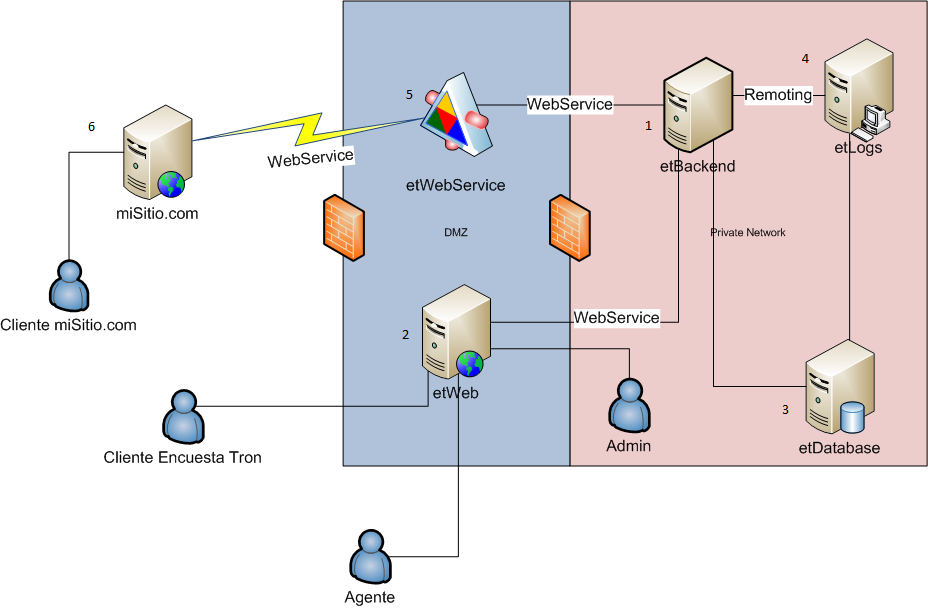 4
5
WebService
Remoting
1
6
etLogs
WebService
etBackend
etWebService
miSitio.com
DMZ
Private Network
Cliente miSitio.com
WebService
2
etWeb
3
Admin
etDatabase
Cliente Encuesta Tron
Agente